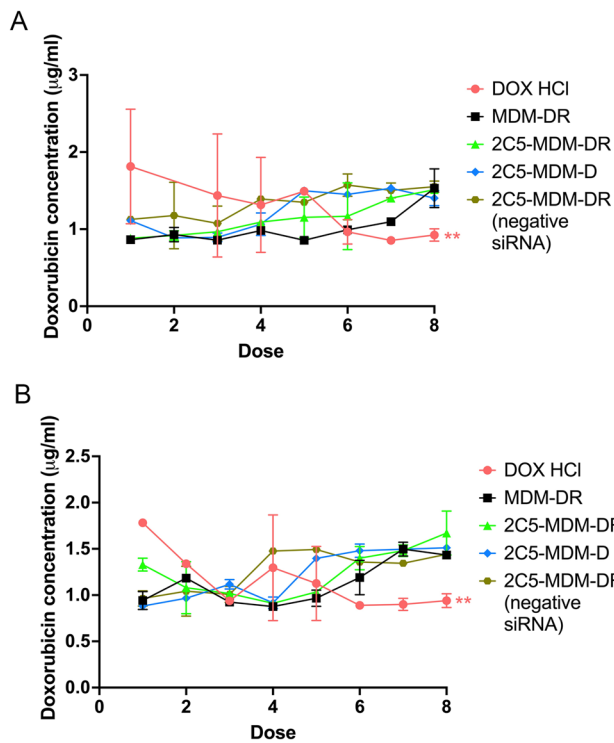 A
Doxorubicin concentration (μg/ml)
3
2
1
0
0 2 4 6 8
Dose
**
DOX HCl
MDM-DR
2C5-MDM-DR
2C5-MDM-D
2C5-MDM-DR
(negative
siRNA)
B
Doxorubicin concentration (μg/ml)
2.5
2.0
1.5
1.0
0.5
0.0
0 2 4 6 8
Dose
**
DOX HCl
MDM-DR
2C5-MDM-DR
2C5-MDM-D
2C5-MDM-DR
(negative
siRNA)